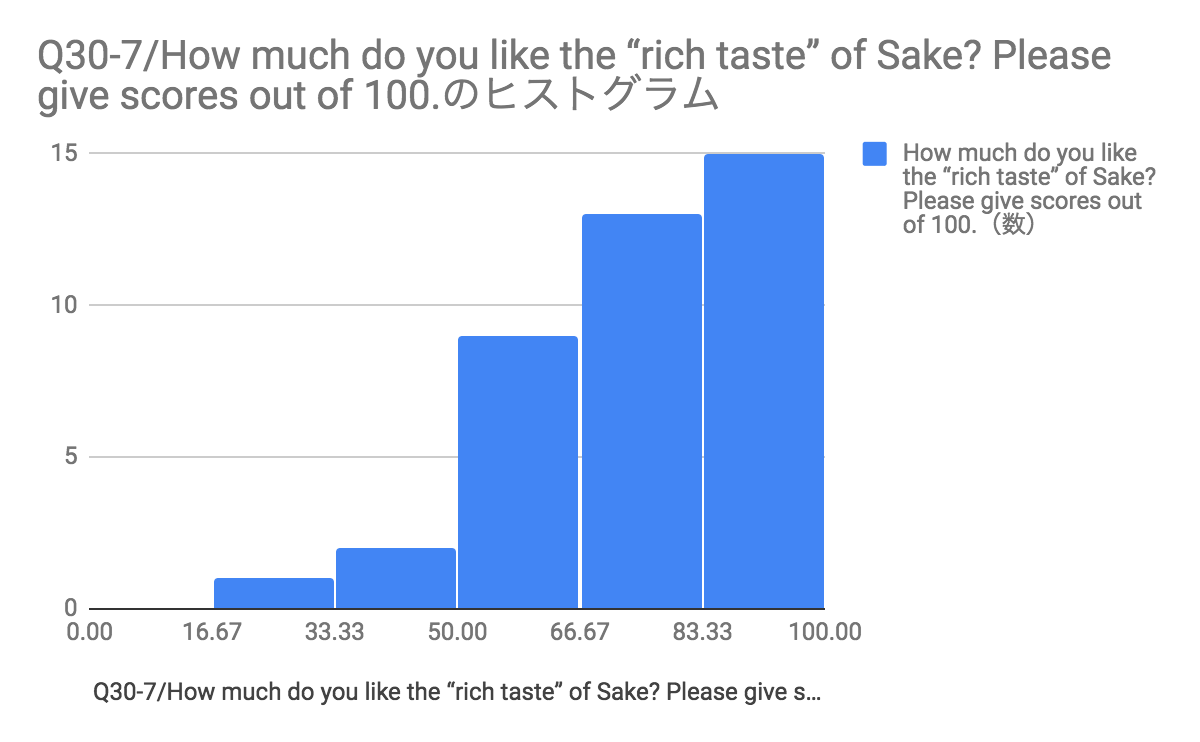 Q30-7/How much do you like the “rich taste” of Sake? Please
give scores out of 100.のヒストグラム
15
10
5
0
How much do you like
the “rich taste” of Sake?
Please give scores out
of 100.（数）
0.00 16.67 33.33 50.00 66.67 83.33 100.00
Q30-7/How much do you like the “rich taste” of Sake? Please give s...